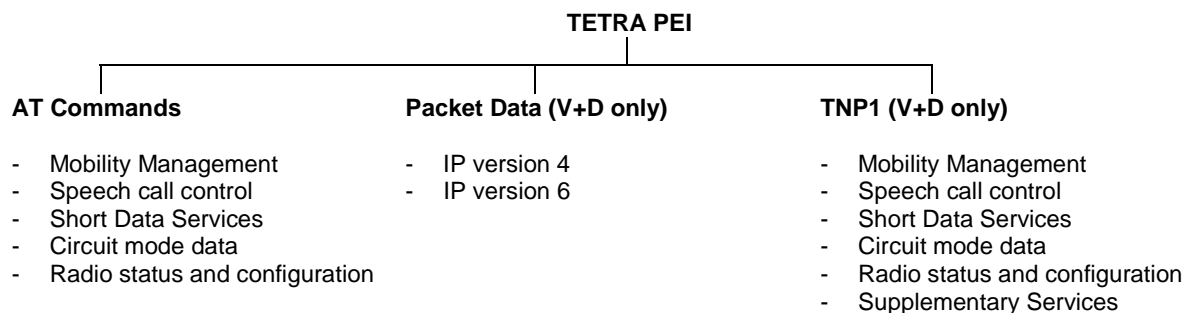 TETRA PEI
AT Commands
- Mobility Management
- Speech call control
- Short Data Services
- Circuit mode data
- Radio status and configuration
Packet Data (V+D only)
- IP version 4
- IP version 6
TNP1 (V+D only)
- Mobility Management
- Speech call control
- Short Data Services
- Circuit mode data
- Radio status and configuration
- Supplementary Services